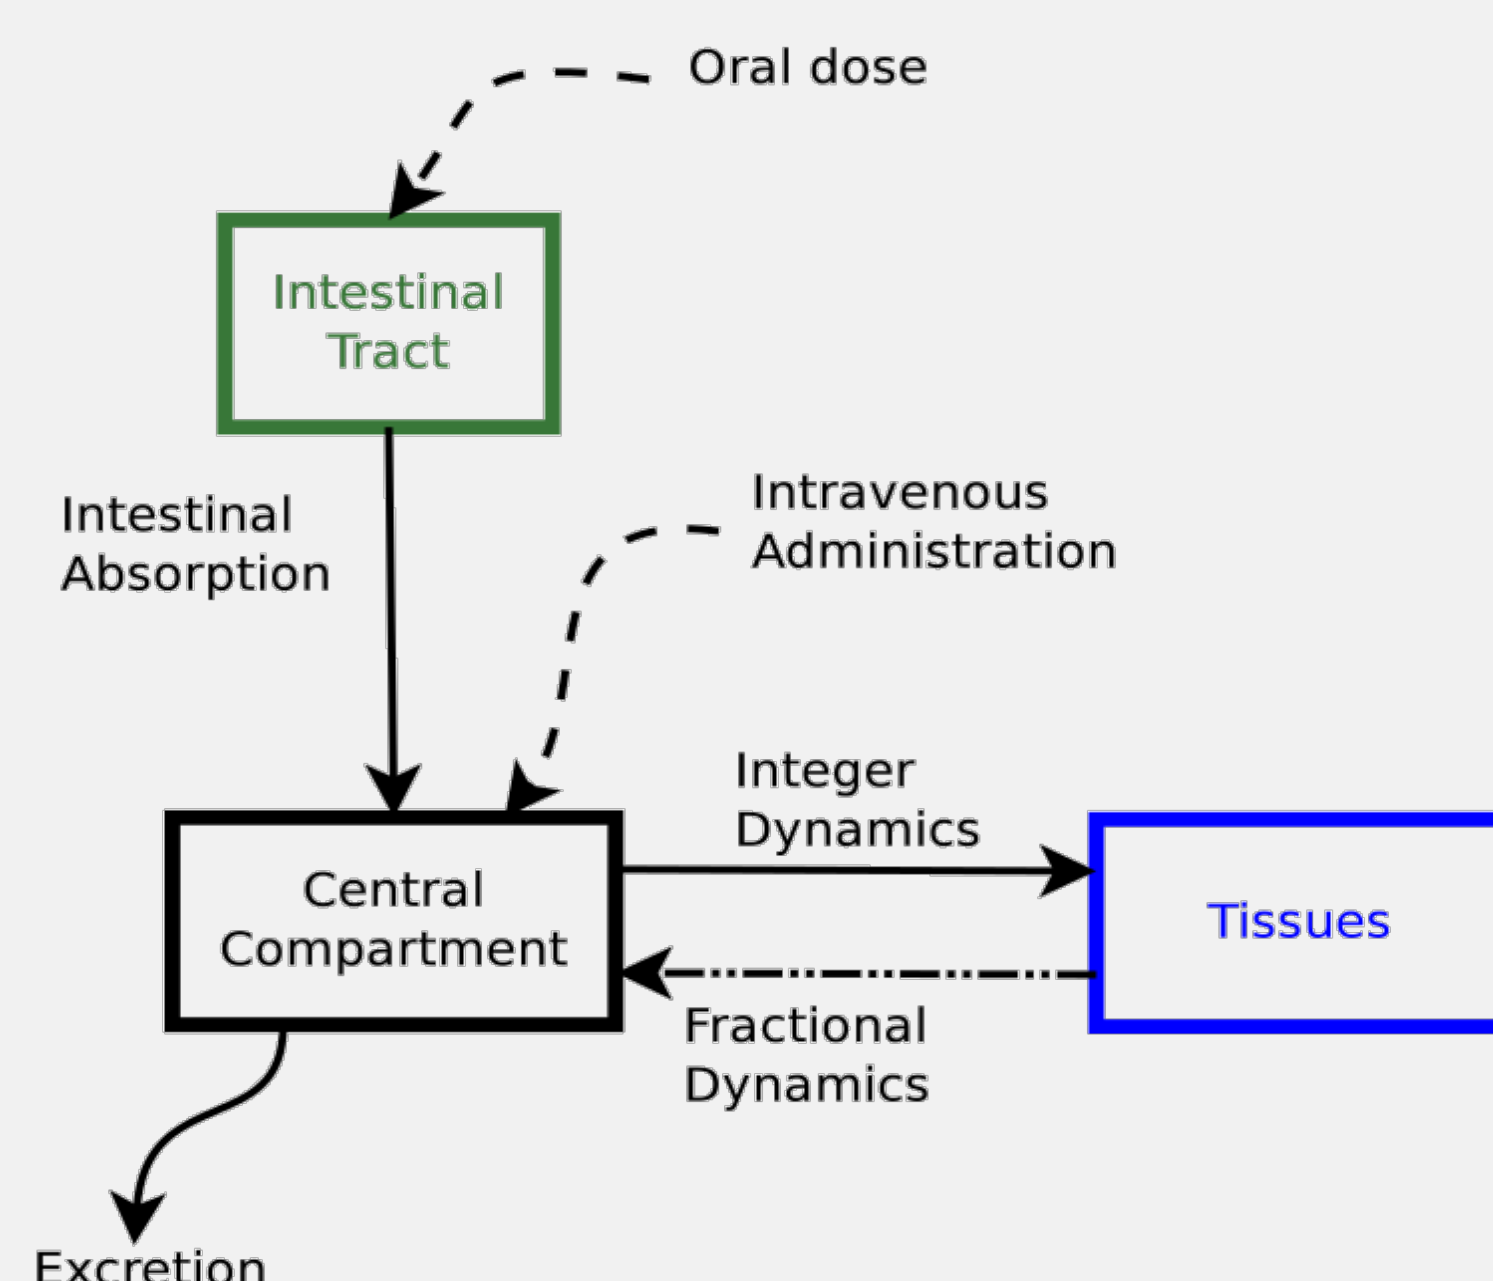 Oral dose
Intestinal
Tract
Intestinal
Absorption
Intravenous
Administration
Integer
Dynamics
Central
Compartment
Tissues
Fractional
Dynamics
Excretion